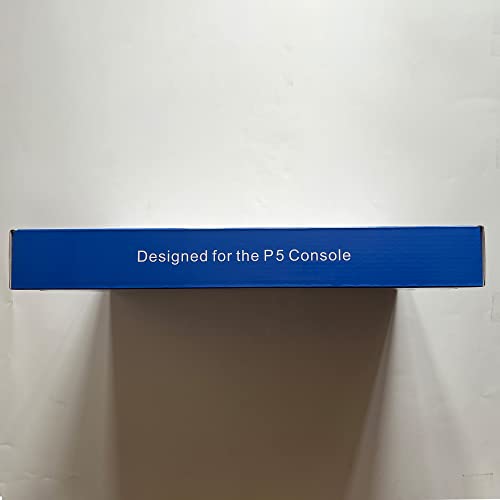 Designed for the P5 Console